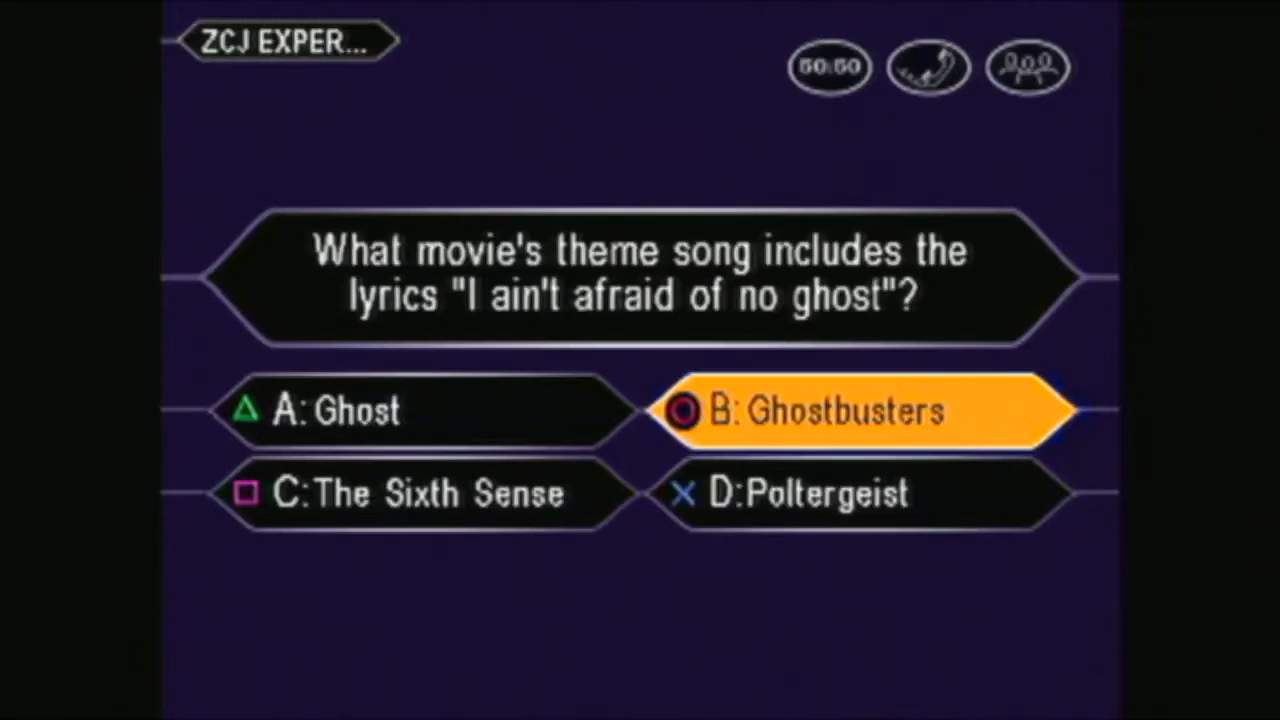 ZCJ EXPER...
50:50
What movie's theme song includes the
lyrics "I ain't afraid of no ghost"?
A: Ghost
B: Ghostbusters
C: The Sixth Sense
D: Poltergeist